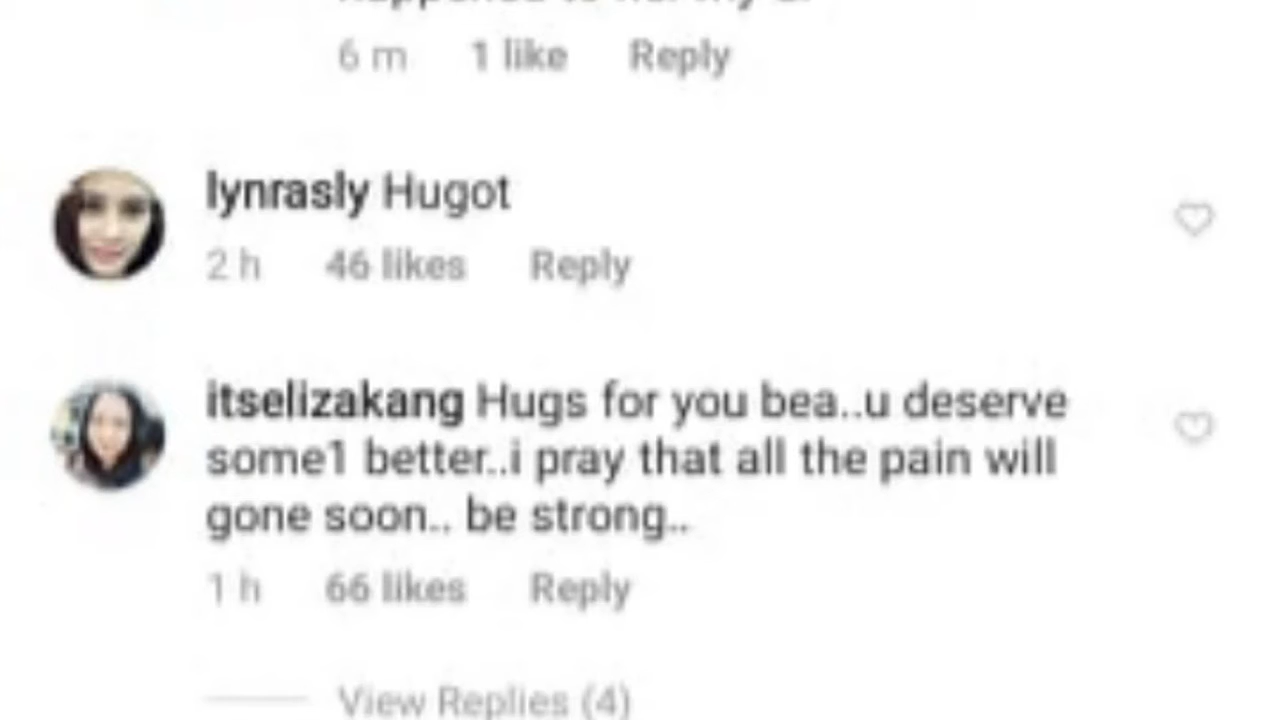 6 m 1 like Reply
lynrasly Hugot
2 h 46 likes Reply
itselizakang Hugs for you bea..u deserve
some1 better..i pray that all the pain will
gone soon.. be strong..
1 h 66 likes Reply
View Replies (4)